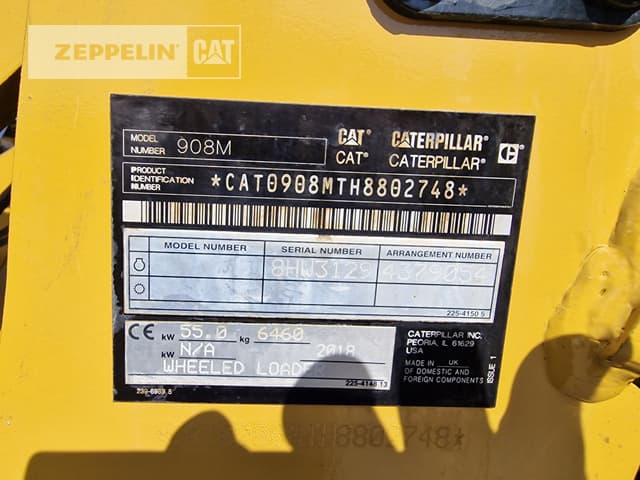 ZEPPELIN CAT
MODEL NUMBER 908M
CAT® CATERPILLAR®
CAT® CATERPILLAR® C
PRODUCT IDENTIFICATION NUMBER *CAT0908MTH8802748*
MODEL NUMBER SERIAL NUMBER ARRANGEMENT NUMBER
8HW3129 4379054
225-4150 5
CE kW 55.0 kg 6460
kW N/A 2018
WHEELED LOADER
225-4148 13
CATERPILLAR INC.
PEORIA, IL 61629
USA
MADE IN UK
OF DOMESTIC AND
FOREIGN COMPONENTS
ISSUE 1
H8802748*